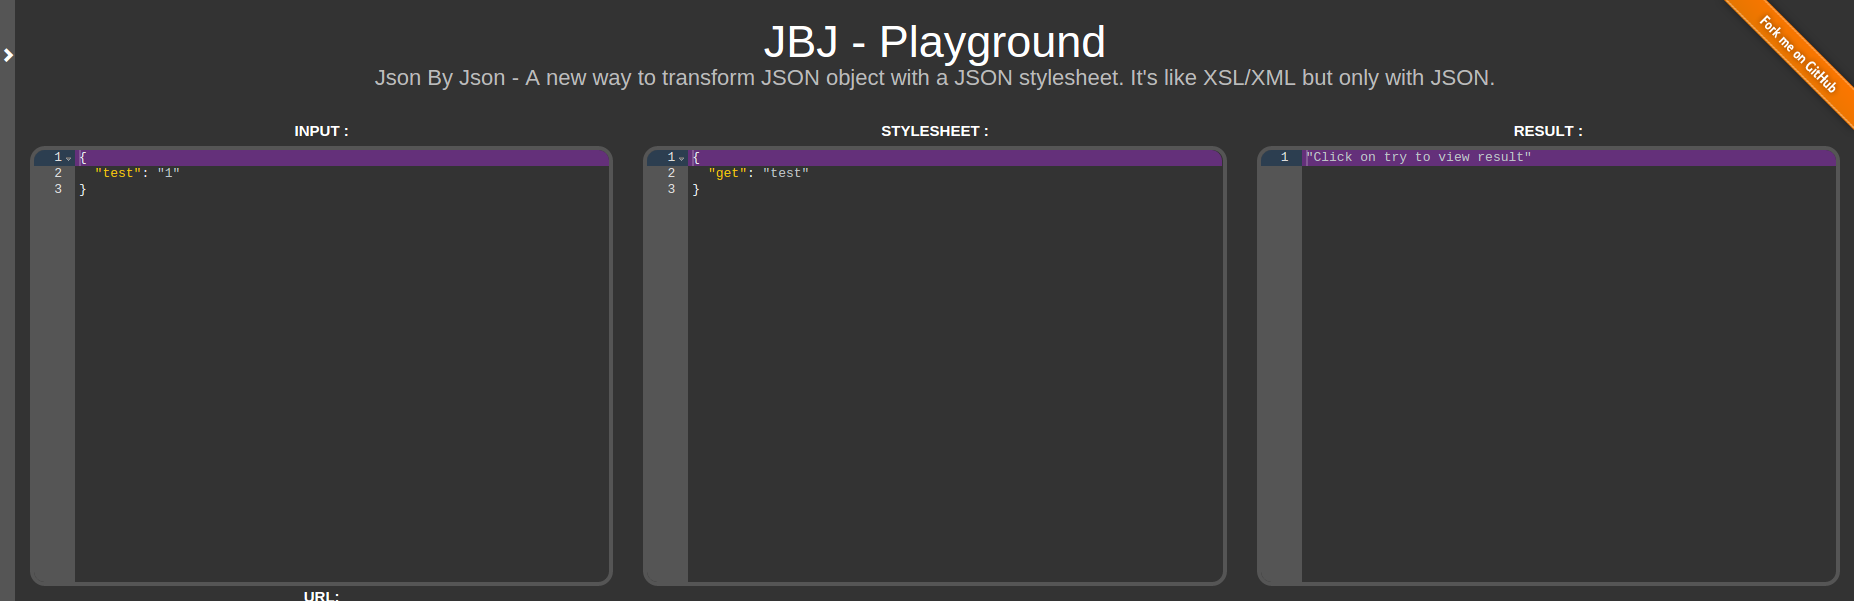 JBJ - Playground
Json By Json - A new way to transform JSON object with a JSON stylesheet. It's like XSL/XML but only with JSON.
Fork me on GitHub
INPUT :
1 {
2 "test": "1"
3 }
STYLESHEET :
1 {
2 "get": "test"
3 }
RESULT :
1 "Click on try to view result"
URL: